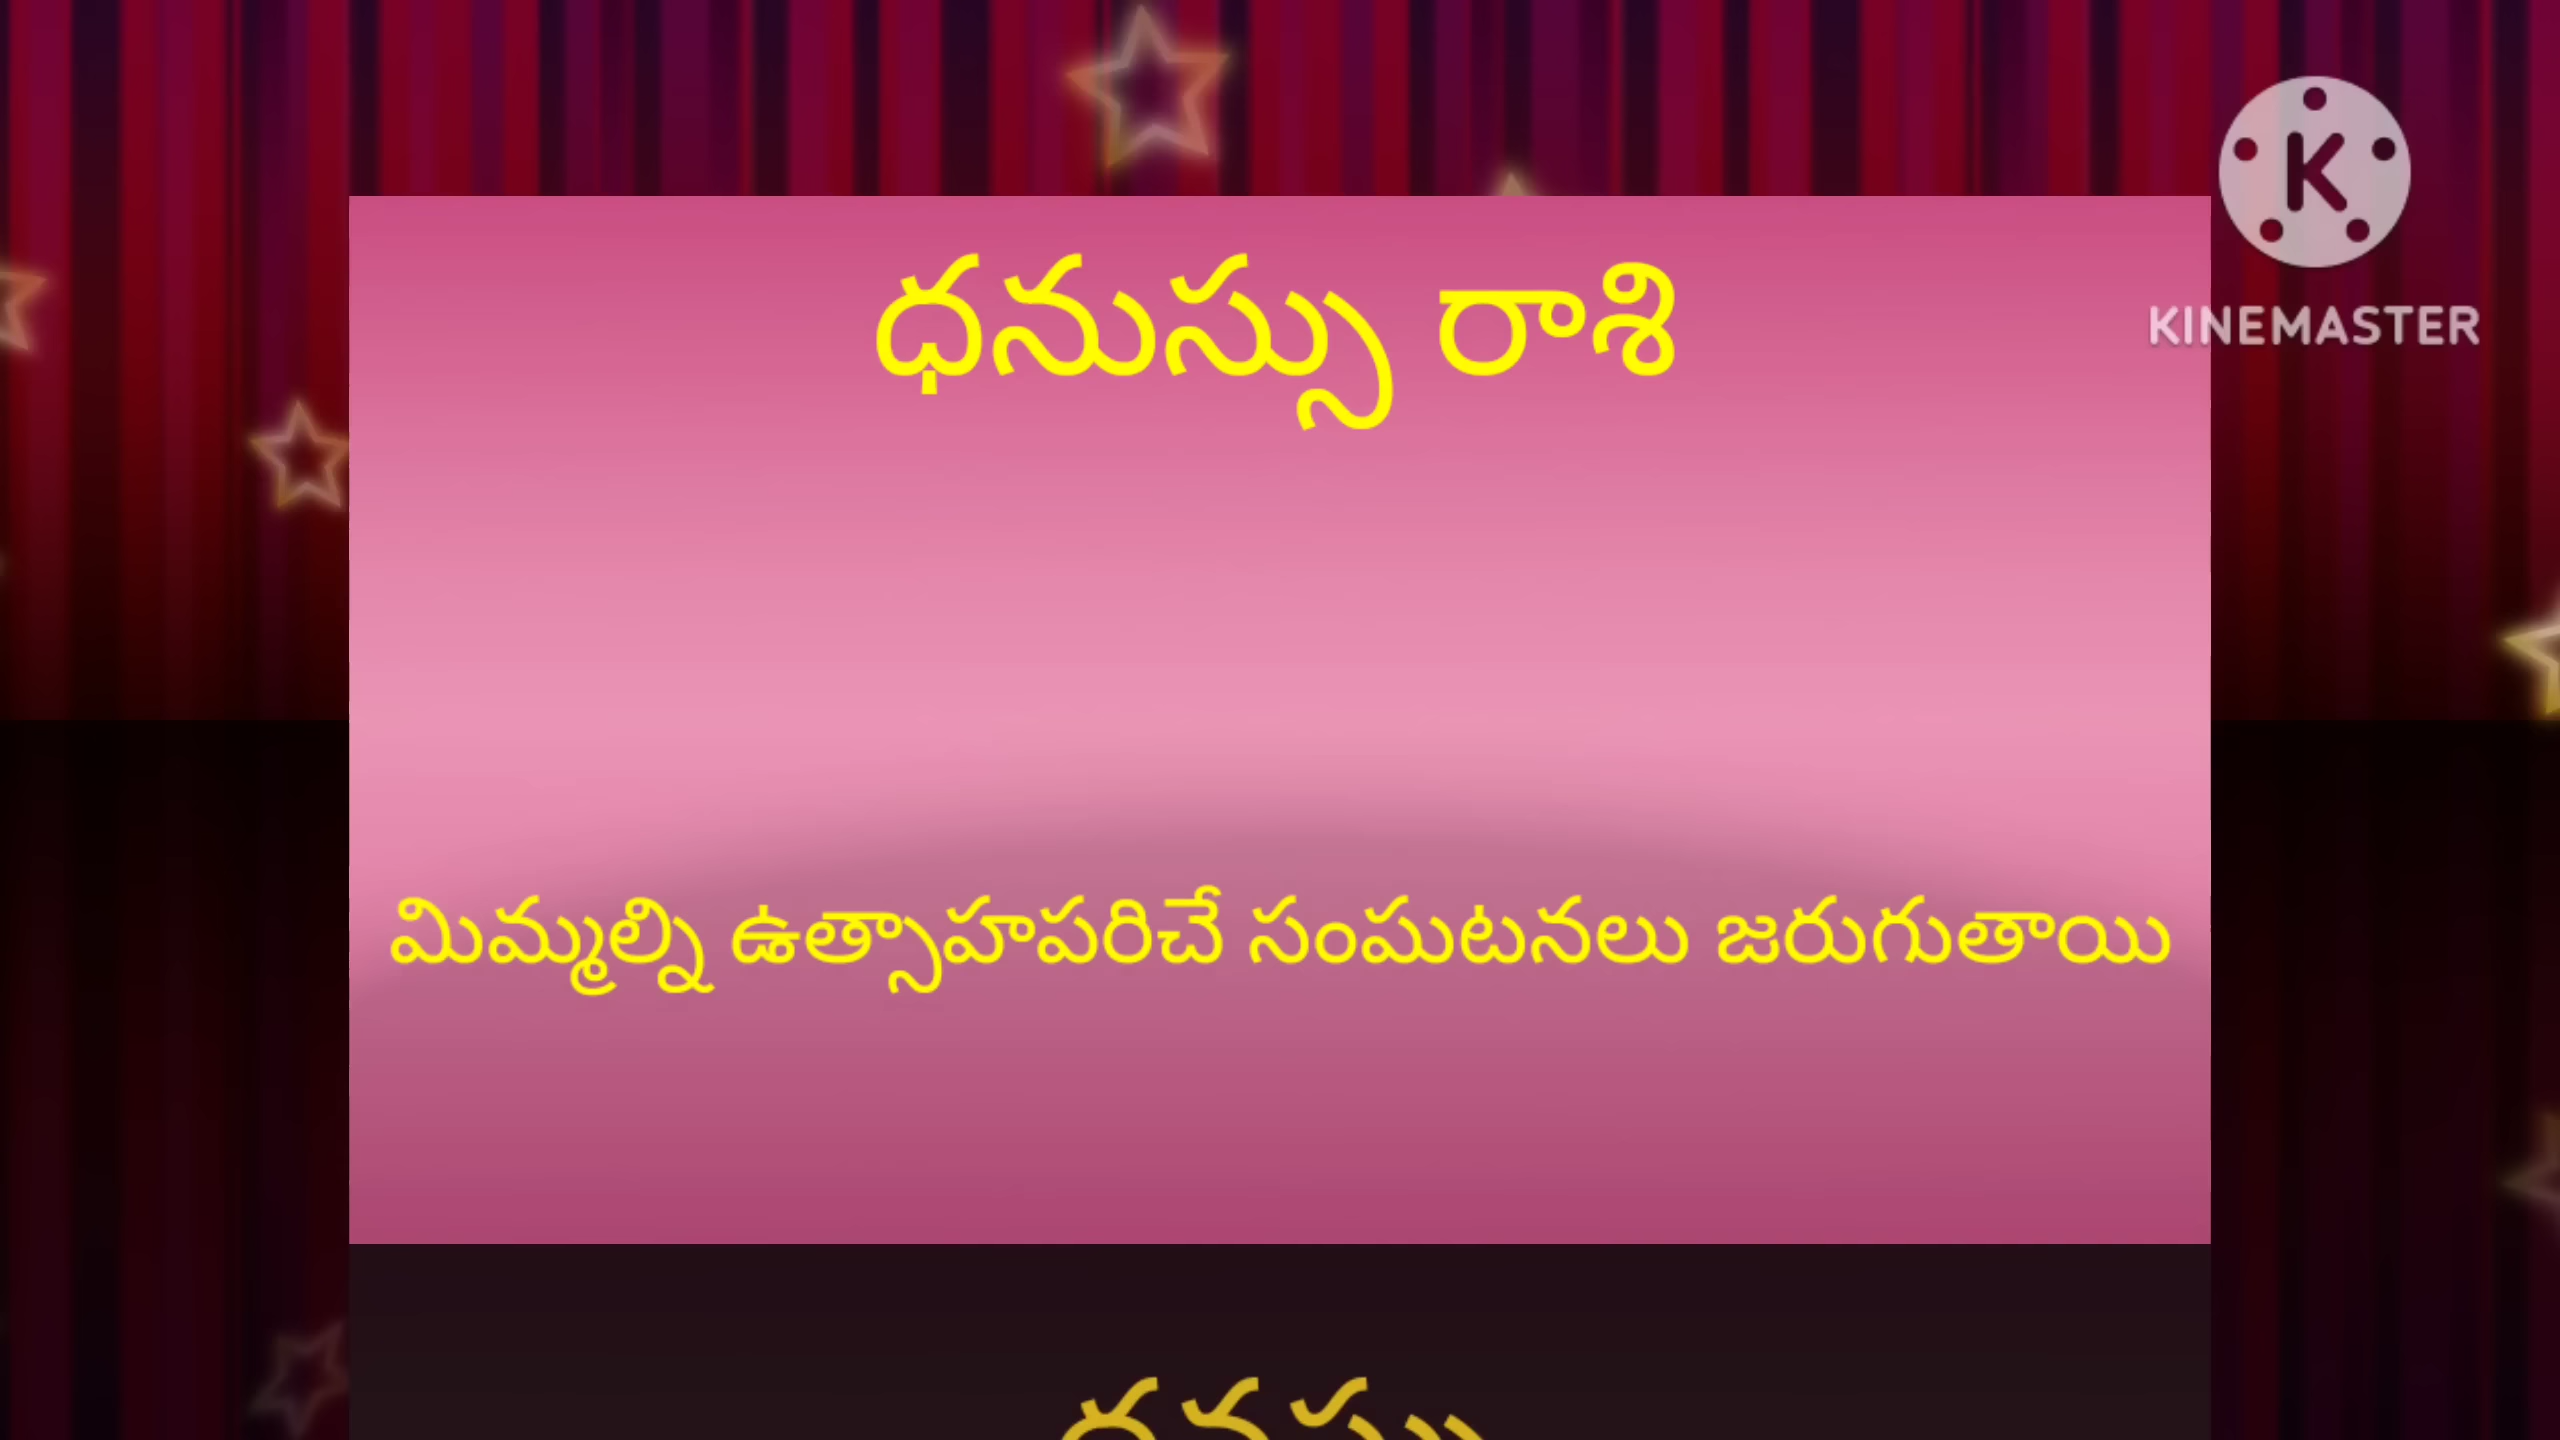 KINEMASTER
ధనుస్సు రాశి
మిమ్మల్ని ఉత్సాహపరిచే సంఘటనలు జరుగుతాయి